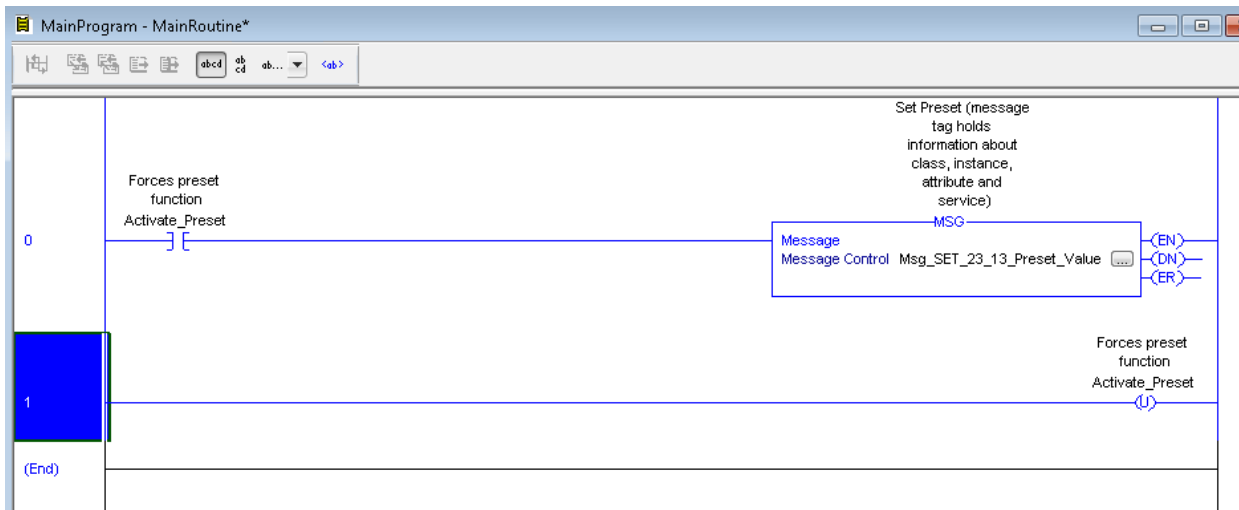 MainProgram - MainRoutine*
abcd
ab
cd
ab...
<ab>
Set Preset (message
tag holds
information about
class, instance,
attribute and
service)
Forces preset
function
Activate_Preset
MSG
0
Message
Message Control Msg_SET_23_13_Preset_Value ...
(EN)
(DN)
(ER)
Forces preset
function
Activate_Preset
1
(U)
(End)